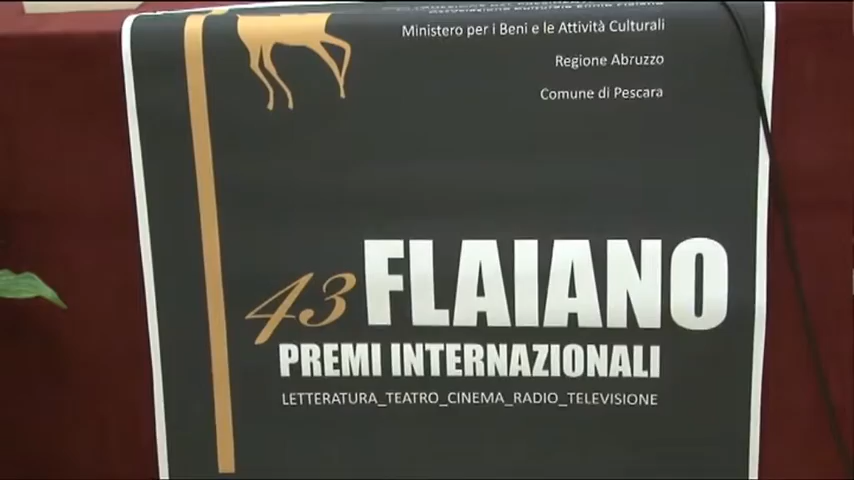 Ministero per i Beni e le Attività Culturali
Regione Abruzzo
Comune di Pescara
43 FLAIANO
PREMI INTERNAZIONALI
LETTERATURA_TEATRO_CINEMA_RADIO_TELEVISIONE